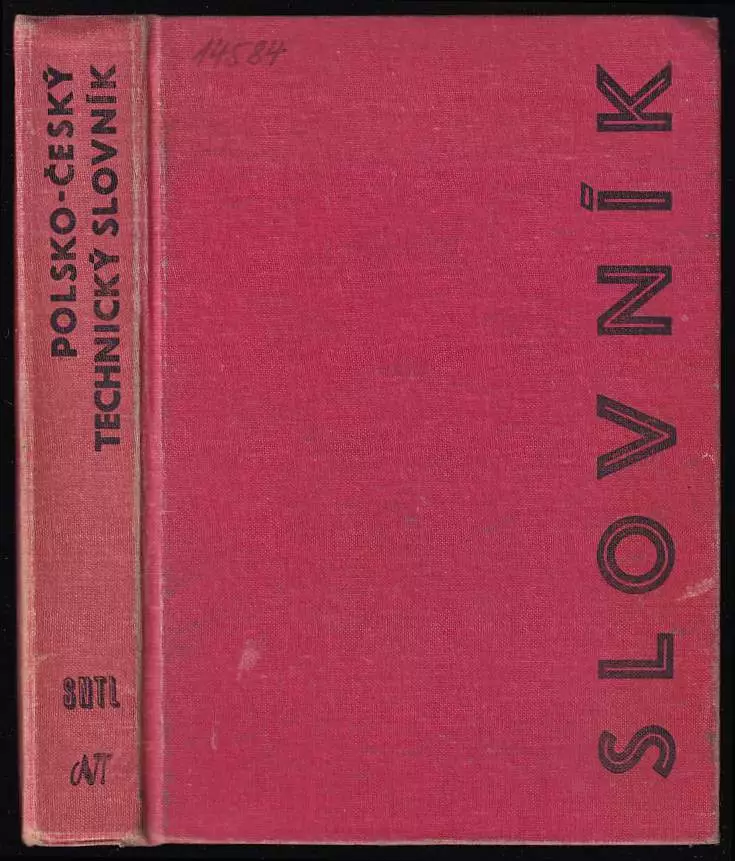 POLSKO-ČESKÝ
TECHNICKÝ SLOVNÍK
SNTL
14584
SLOVNÍK